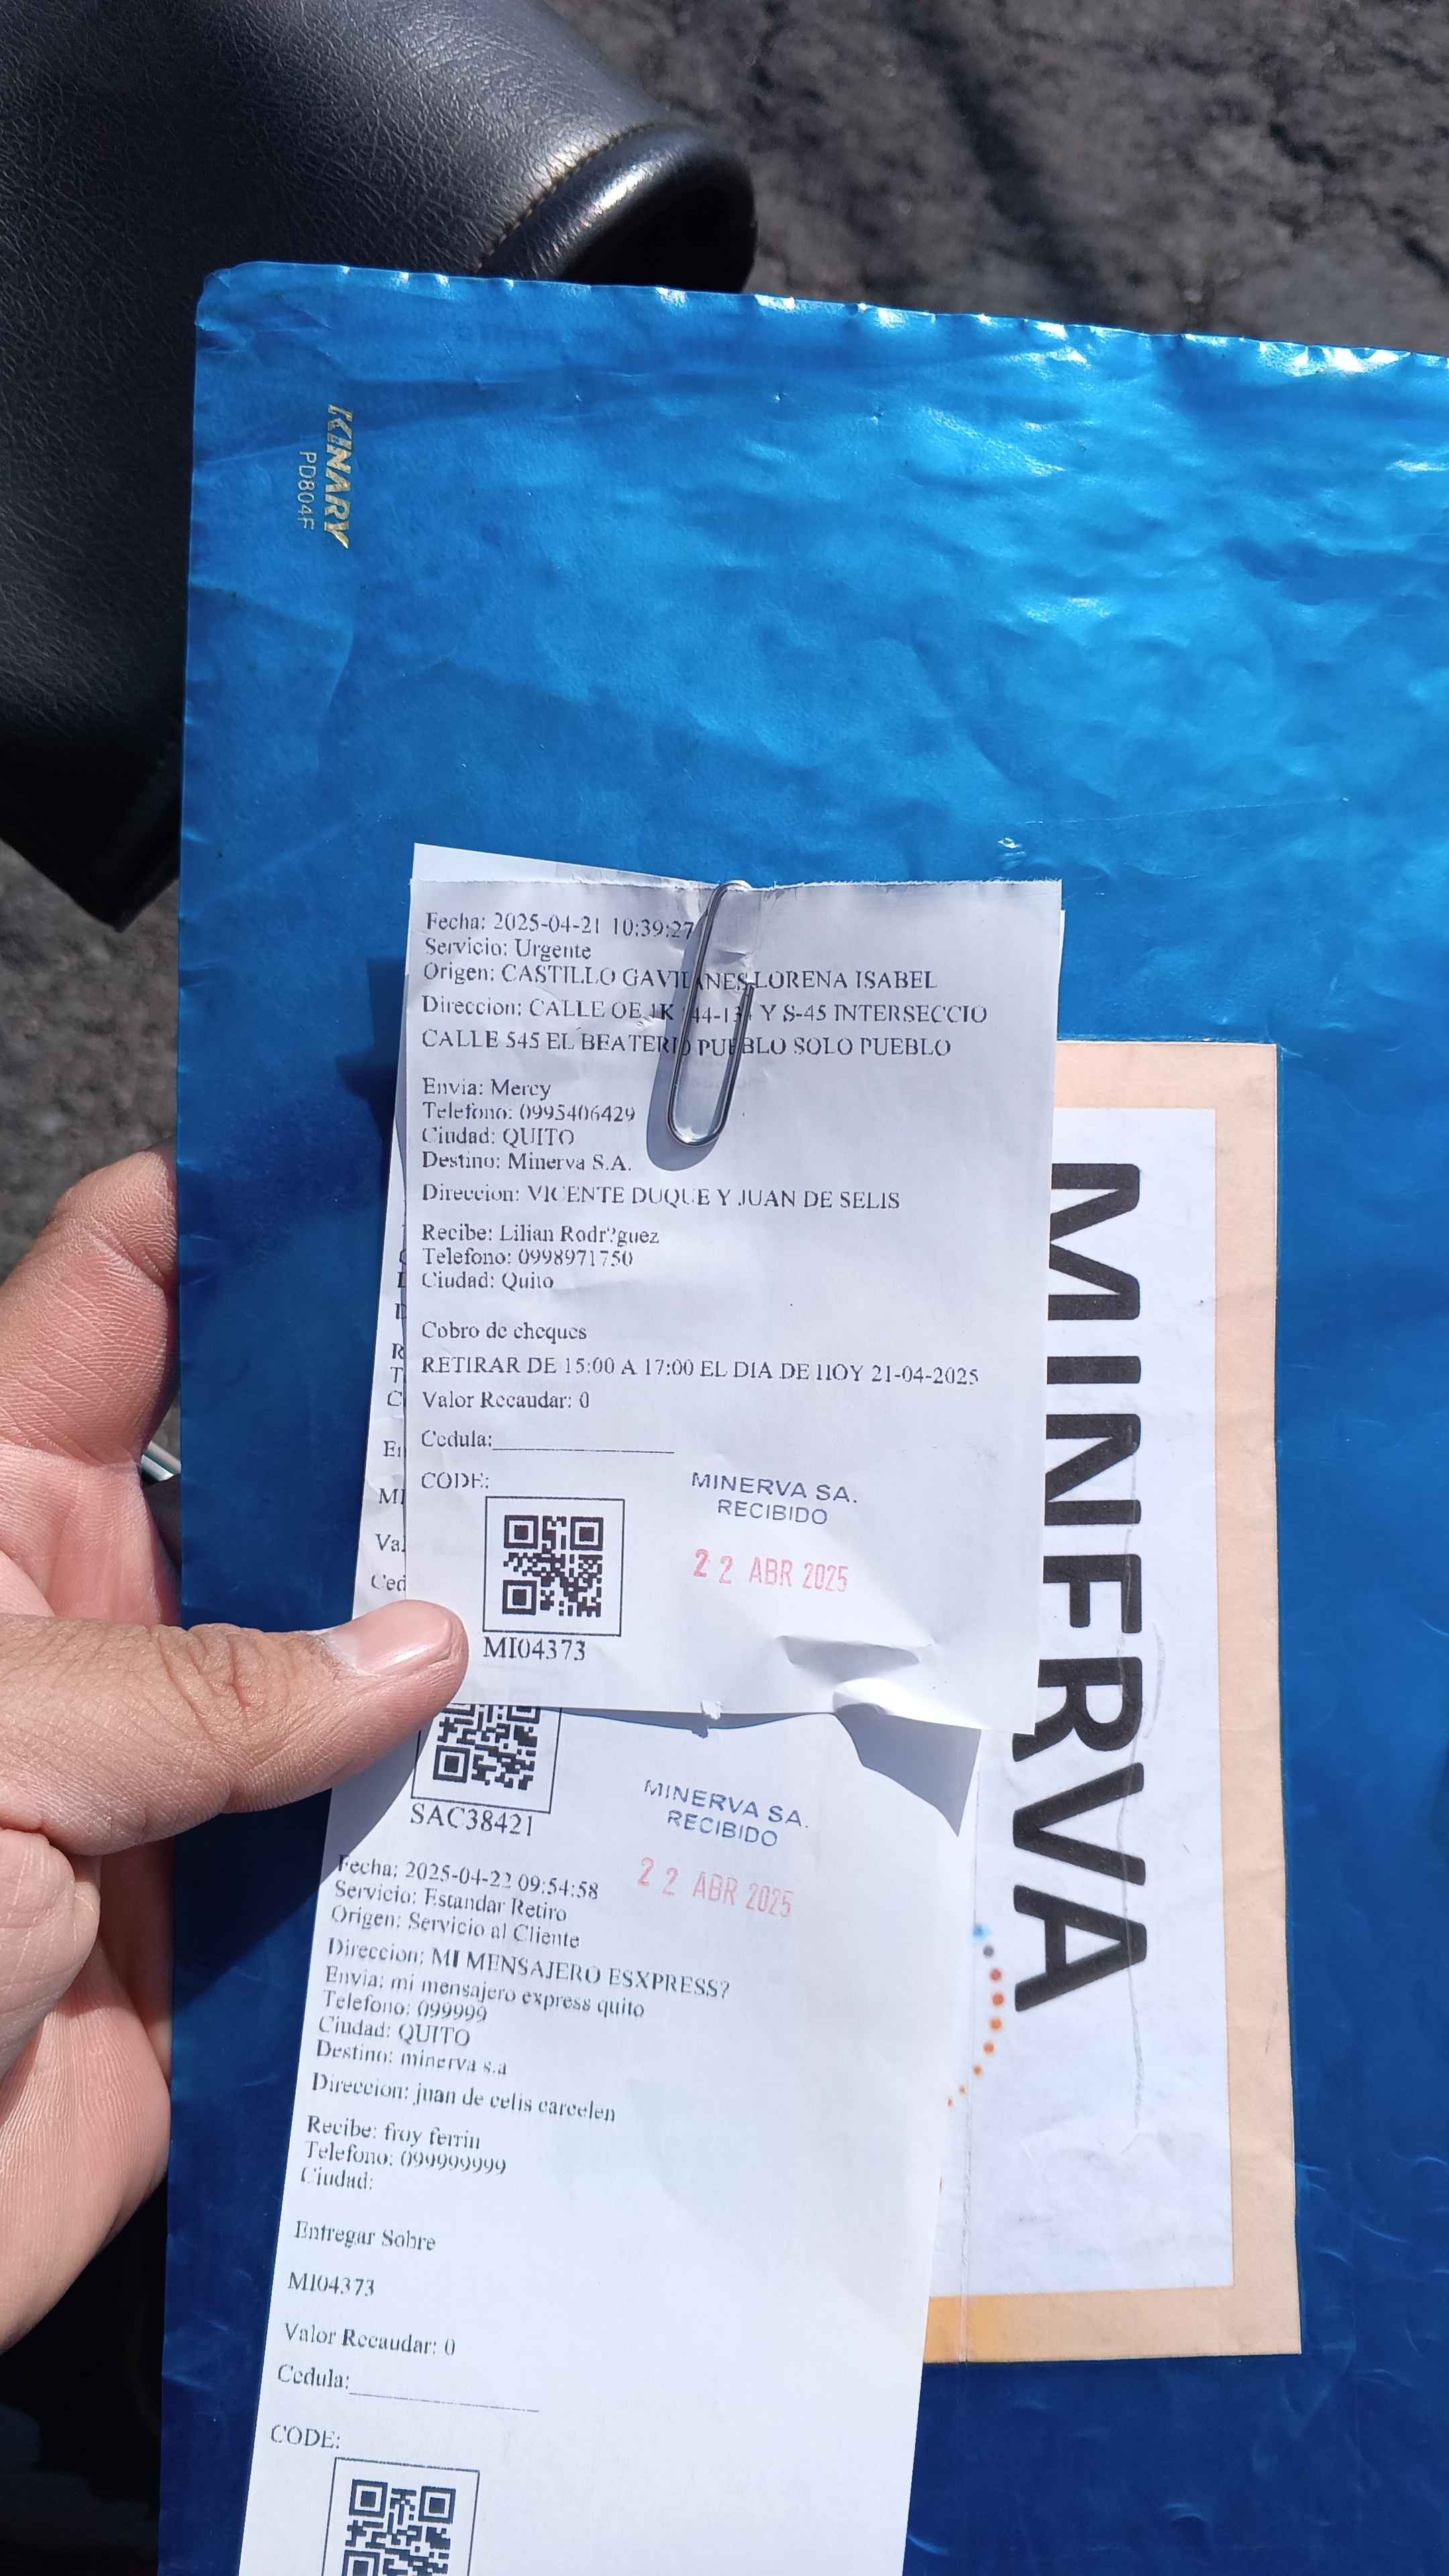 KINARY
PD804F
Fecha: 2025-04-21 10:39:27
Servicio: Urgente
Origen: CASTILLO GAVILANES LORENA ISABEL
Direccion: CALLE OE 1K Y S-45 INTERSECCIO
CALLE 545 EL BEATERIO PUEBLO SOLO PUEBLO
Envia: Mercy
Telefono: 0995406429
Ciudad: QUITO
Destino: Minerva S.A.
Direccion: VICENTE DUQUE Y JUAN DE SELIS
Recibe: Lilian Rodr?guez
Telefono: 0998971750
Ciudad: Quito
Cobro de cheques
RETIRAR DE 15:00 A 17:00 EL DIA DE HOY 21-04-2025
Valor Recaudar: 0
Cedula:
CODE:
MINERVA SA.
RECIBIDO
22 ABR 2025
MI04373
SAC38421
MINERVA SA.
RECIBIDO
22 ABR 2025
Fecha: 2025-04-22 09:54:58
Servicio: Estandar Retiro
Origen: Servicio al Cliente
Direccion: MI MENSAJERO ESXPRESS?
Envia: mi mensajero express quito
Telefono: 099999
Ciudad: QUITO
Destino: minerva s.a
Direccion: juan de celis carcelen
Recibe: froy ferrin
Telefono: 099999999
Ciudad:
Entregar Sobre
MI04373
Valor Recaudar: 0
Cedula:
CODE:
MINERVA